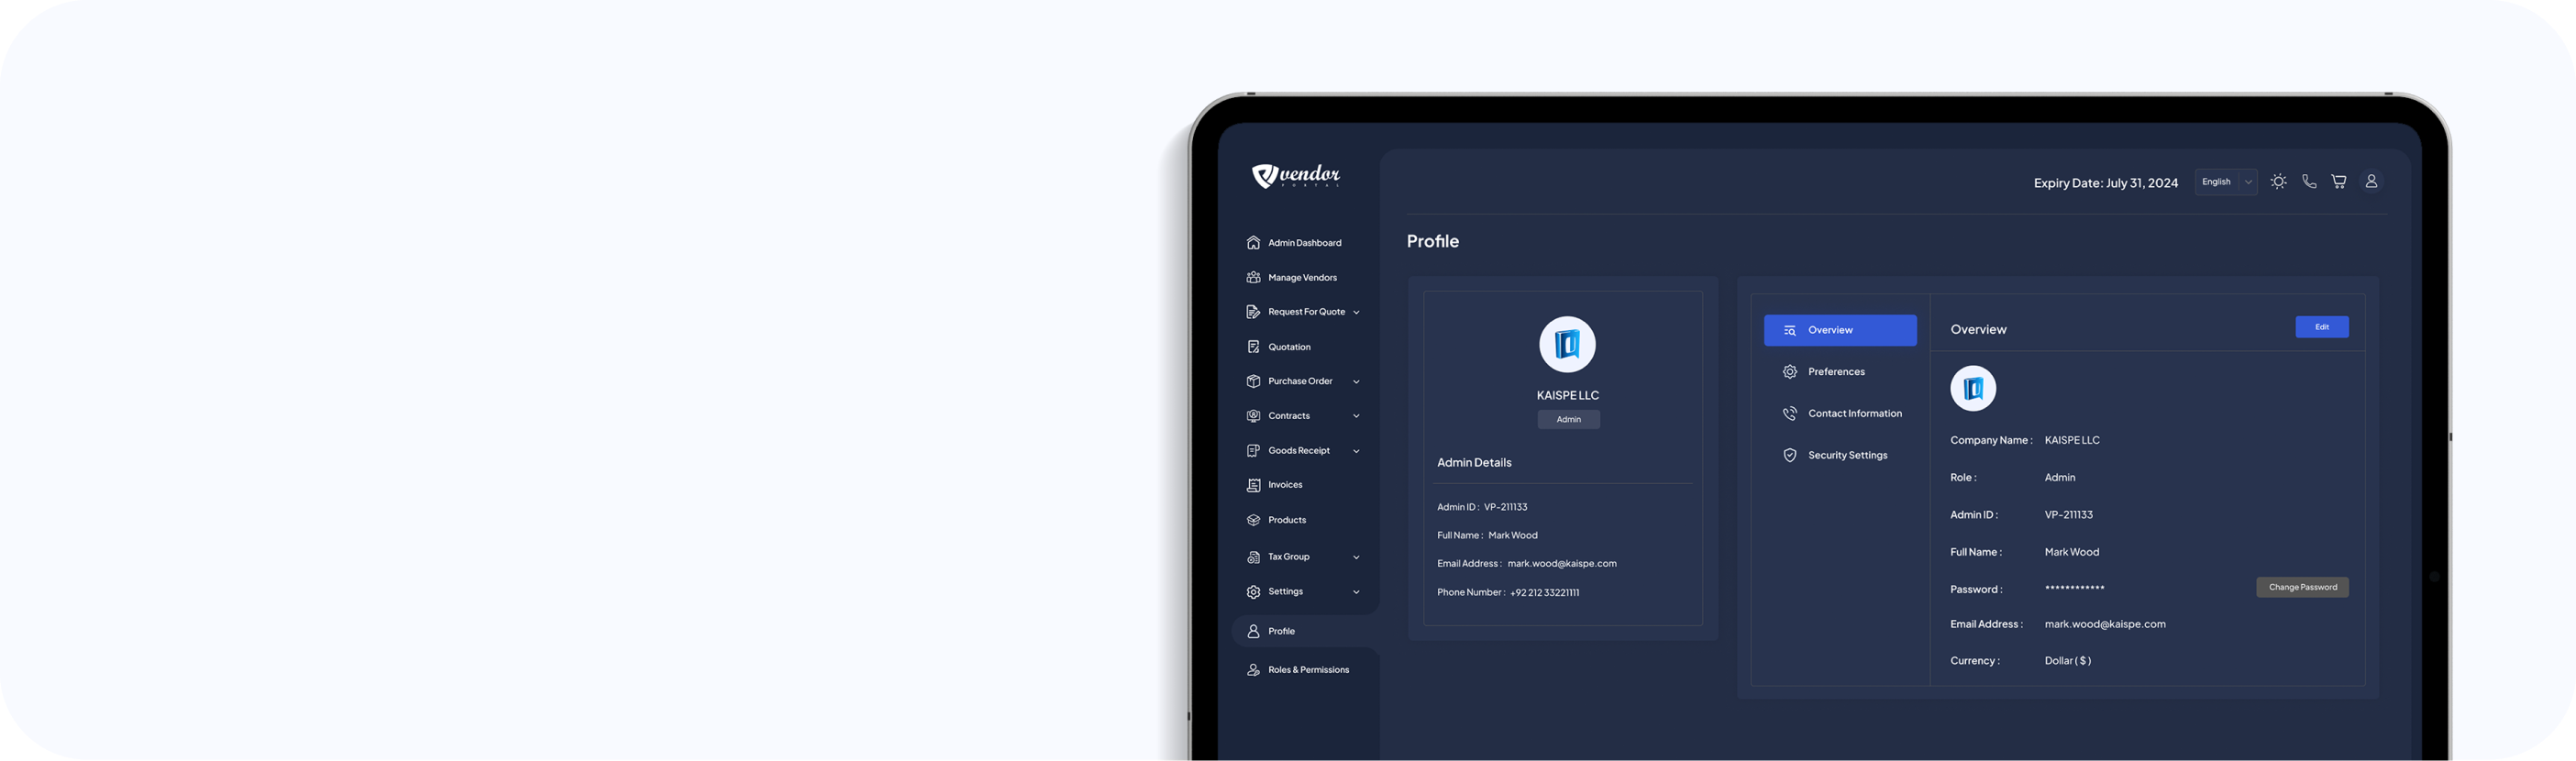 vendor
PORTAL
Expiry Date: July 31, 2024
English
Admin Dashboard
Manage Vendors
Request For Quote
Quotation
Purchase Order
Contracts
Goods Receipt
Invoices
Products
Tax Group
Settings
Profile
Roles & Permissions
Profile
KAISPE LLC
Admin
Admin Details
Admin ID : VP-211133
Full Name : Mark Wood
Email Address : mark.wood@kaispe.com
Phone Number : +92 212 33221111
Overview
Preferences
Contact Information
Security Settings
Overview
Edit
Company Name : KAISPE LLC
Role : Admin
Admin ID : VP-211133
Full Name : Mark Wood
Password : ************ Change Password
Email Address : mark.wood@kaispe.com
Currency : Dollar ( $ )